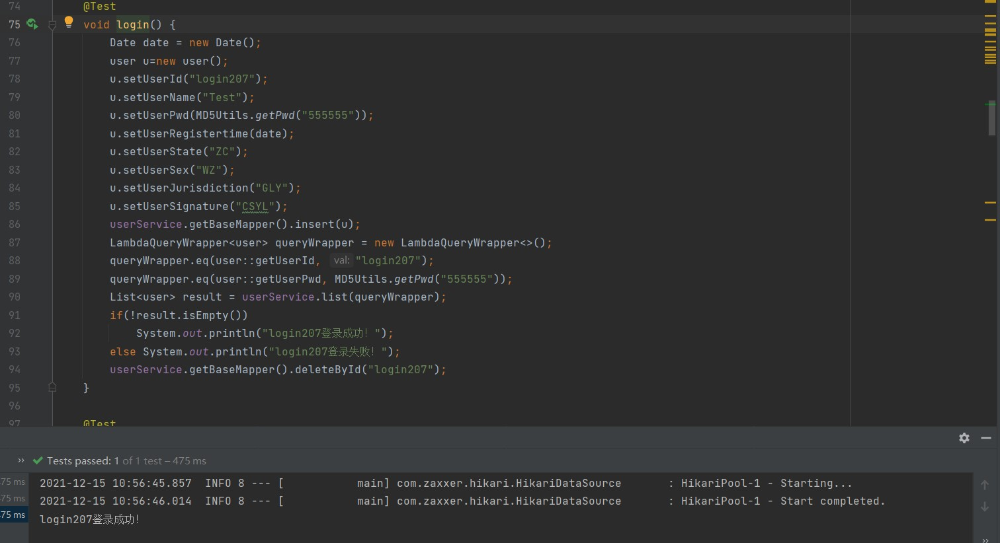 74 @Test
75 void login() {
76 Date date = new Date();
77 user u=new user();
78 u.setUserId("login207");
79 u.setUserName("Test");
80 u.setUserPwd(MD5Utils.getPwd("555555"));
81 u.setUserRegistertime(date);
82 u.setUserState("ZC");
83 u.setUserSex("WZ");
84 u.setUserJurisdiction("GLY");
85 u.setUserSignature("CSYL");
86 userService.getBaseMapper().insert(u);
87 LambdaQueryWrapper<user> queryWrapper = new LambdaQueryWrapper<>();
88 queryWrapper.eq(user::getUserId, val: "login207");
89 queryWrapper.eq(user::getUserPwd, MD5Utils.getPwd("555555"));
90 List<user> result = userService.list(queryWrapper);
91 if(!result.isEmpty())
92 System.out.println("login207登录成功！");
93 else System.out.println("login207登录失败！");
94 userService.getBaseMapper().deleteById("login207");
95 }
96
97 @Test
» Tests passed: 1 of 1 test – 475 ms
75 ms 2021-12-15 10:56:45.857  INFO 8 --- [           main] com.zaxxer.hikari.HikariDataSource       : HikariPool-1 - Starting...
75 ms 2021-12-15 10:56:46.014  INFO 8 --- [           main] com.zaxxer.hikari.HikariDataSource       : HikariPool-1 - Start completed.
75 ms login207登录成功！
»